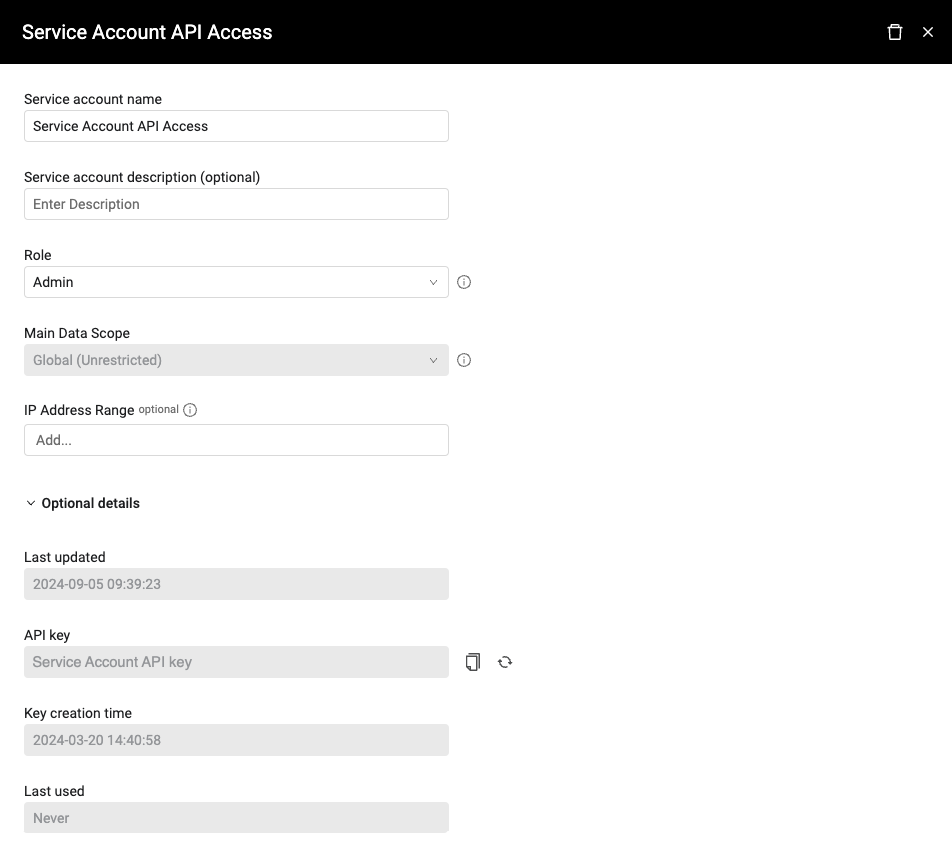 Service Account API Access
Service account name
Service Account API Access
Service account description (optional)
Enter Description
Role
Admin
Main Data Scope
Global (Unrestricted)
IP Address Range optional
Add...
Optional details
Last updated
2024-09-05 09:39:23
API key
Service Account API key
Key creation time
2024-03-20 14:40:58
Last used
Never